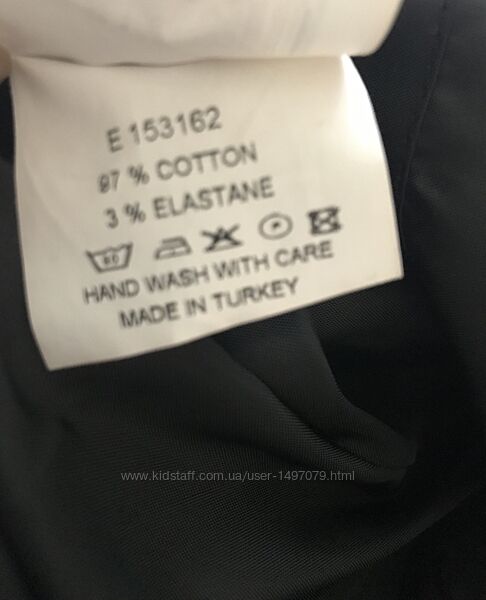 E 153162
97 % COTTON
3 % ELASTANE
HAND WASH WITH CARE
MADE IN TURKEY
www.kidstaff.com.ua/user-1497079.html